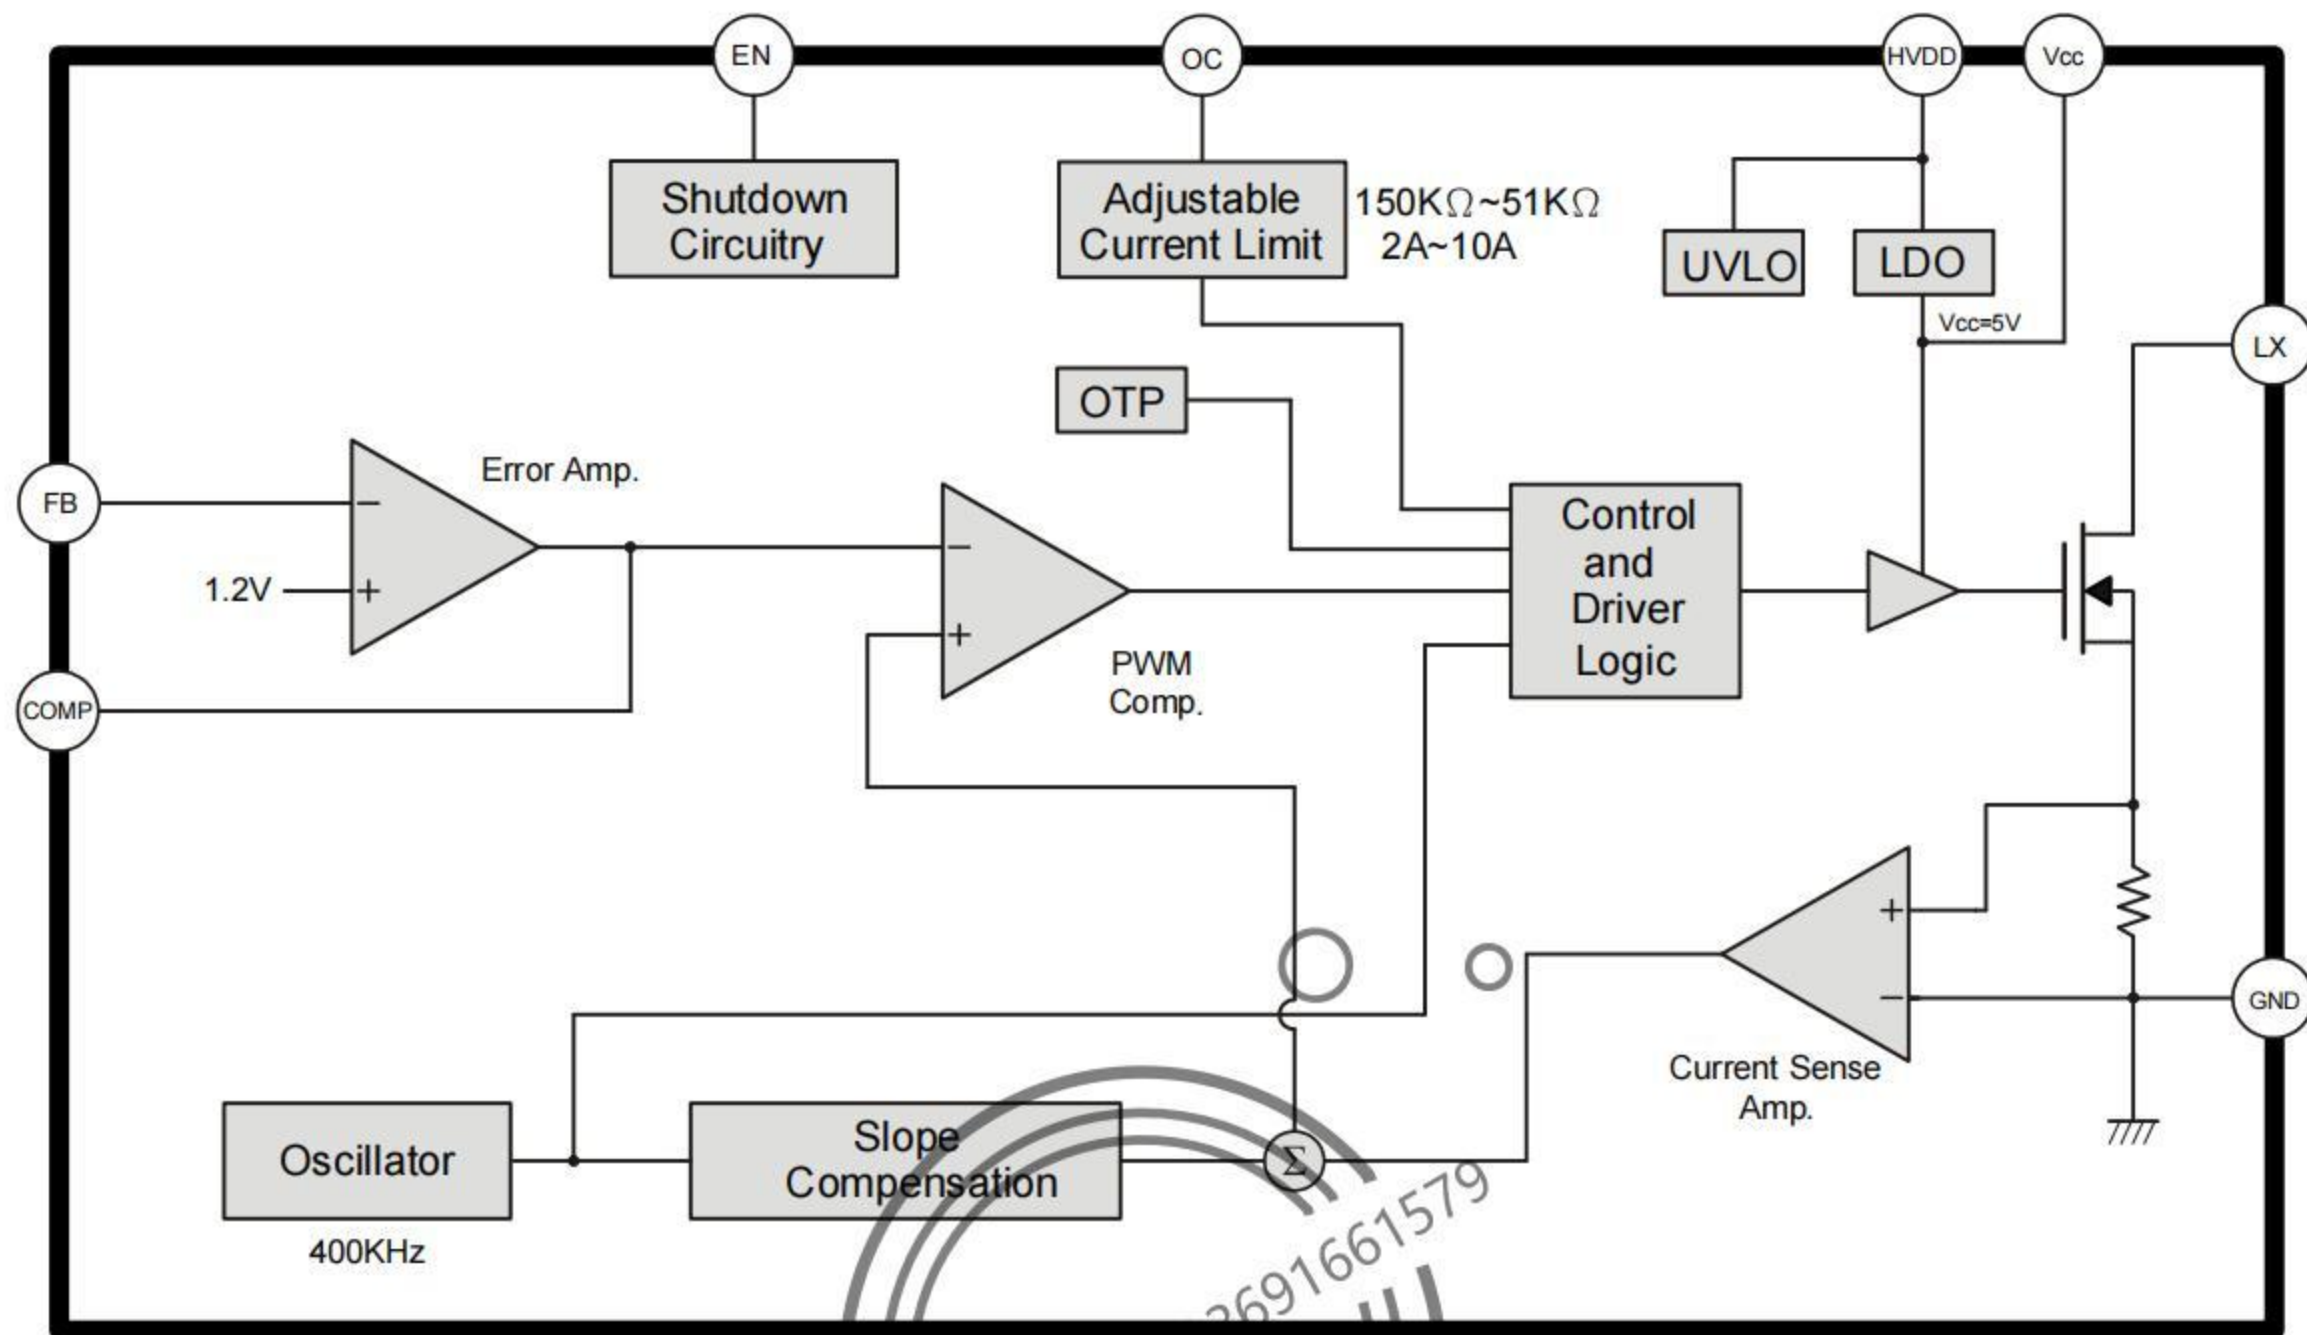 EN
OC
HVDD
Vcc
Shutdown
Circuitry
Adjustable
Current Limit
150KΩ~51KΩ
2A~10A
UVLO
LDO
Vcc=5V
LX
OTP
Error Amp.
FB
−
1.2V
+
COMP
−
+
PWM
Comp.
Control
and
Driver
Logic
+
−
GND
Current Sense
Amp.
Oscillator
400KHz
Slope
Compensation
Σ
3691661579